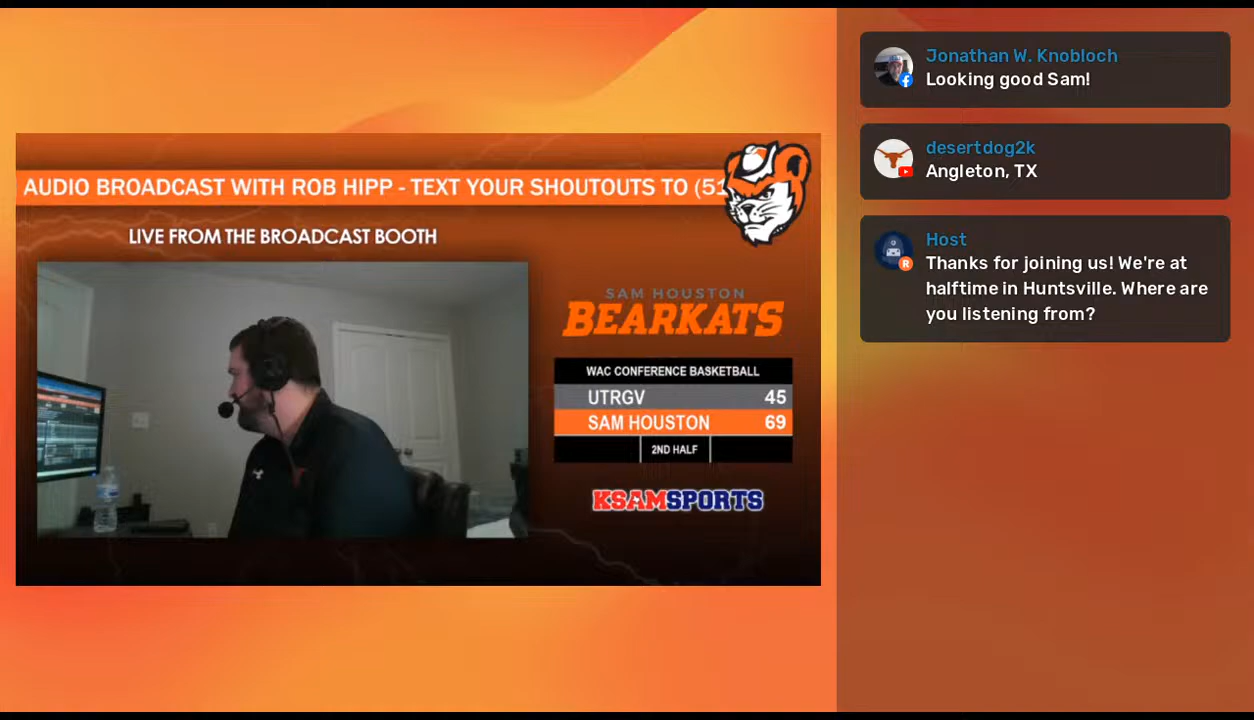 AUDIO BROADCAST WITH ROB HIPP - TEXT YOUR SHOUTOUTS TO (51
LIVE FROM THE BROADCAST BOOTH
SAM HOUSTON
BEARKATS
WAC CONFERENCE BASKETBALL
UTRGV 45
SAM HOUSTON 69
2ND HALF
KSAMSPORTS
Jonathan W. Knobloch
Looking good Sam!
desertdog2k
Angleton, TX
Host
Thanks for joining us! We're at
halftime in Huntsville. Where are
you listening from?